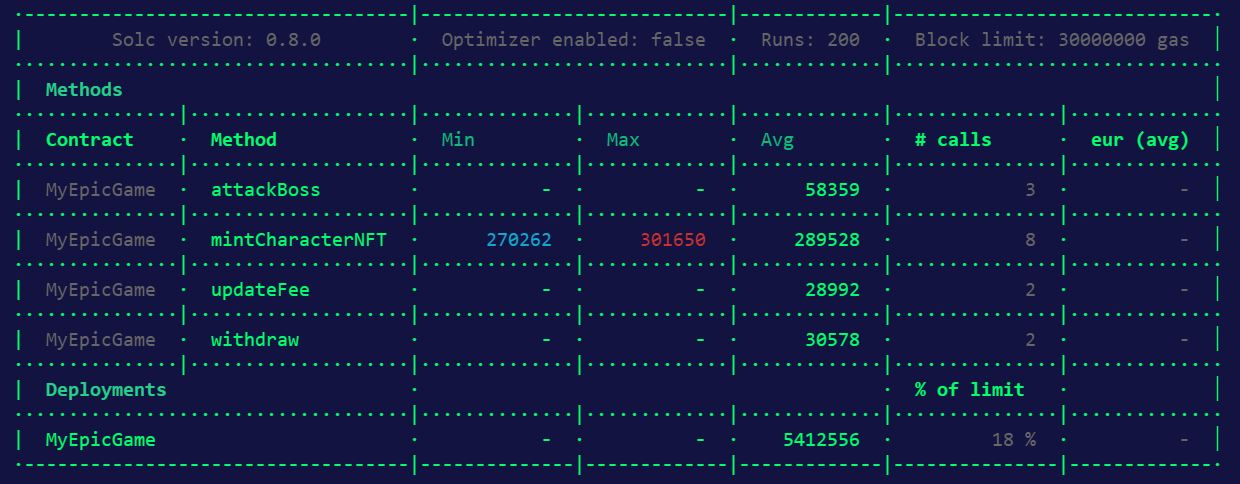 Solc version: 0.8.0 · Optimizer enabled: false · Runs: 200 · Block limit: 30000000 gas
Methods
Contract · Method · Min · Max · Avg · # calls · eur (avg)
MyEpicGame · attackBoss · - · - · 58359 · 3 · -
MyEpicGame · mintCharacterNFT · 270262 · 301650 · 289528 · 8 · -
MyEpicGame · updateFee · - · - · 28992 · 2 · -
MyEpicGame · withdraw · - · - · 30578 · 2 · -
Deployments · · % of limit ·
MyEpicGame · - · - · 5412556 · 18 % · -